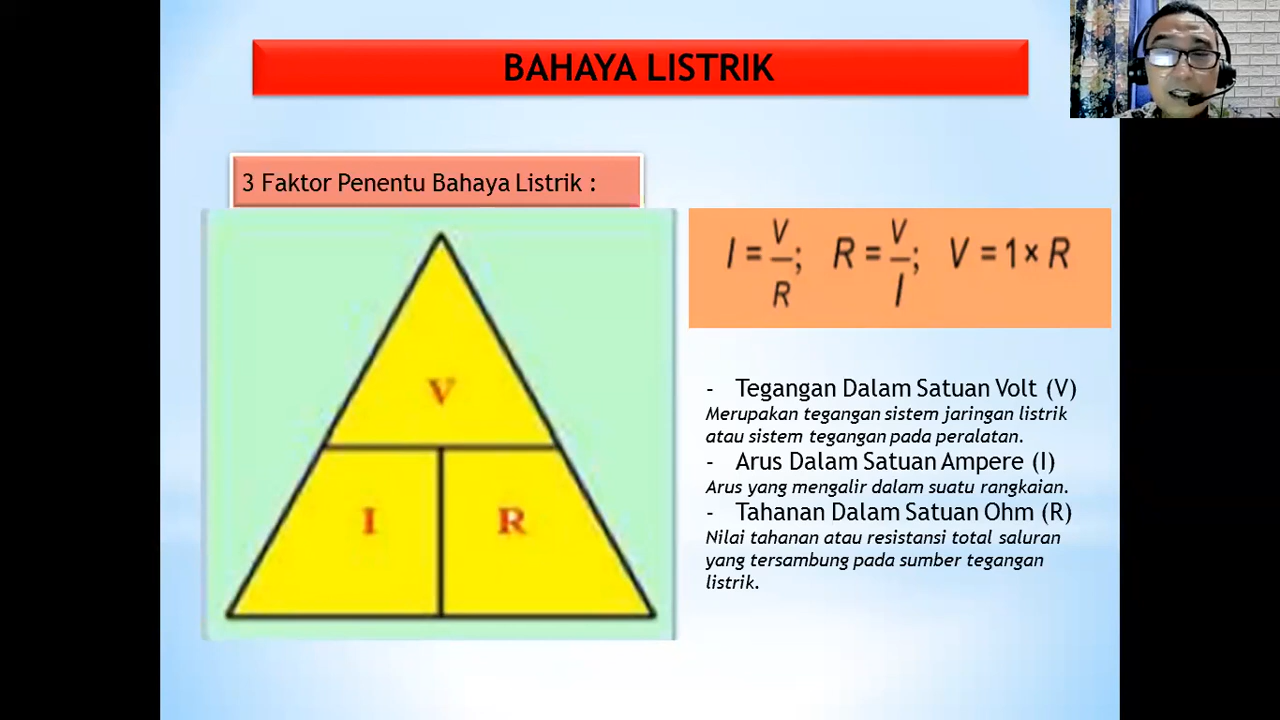 BAHAYA LISTRIK
3 Faktor Penentu Bahaya Listrik :
V
I
R
I = V/R; R = V/I; V = 1 × R
- Tegangan Dalam Satuan Volt (V)
Merupakan tegangan sistem jaringan listrik
atau sistem tegangan pada peralatan.
- Arus Dalam Satuan Ampere (I)
Arus yang mengalir dalam suatu rangkaian.
- Tahanan Dalam Satuan Ohm (R)
Nilai tahanan atau resistansi total saluran
yang tersambung pada sumber tegangan
listrik.